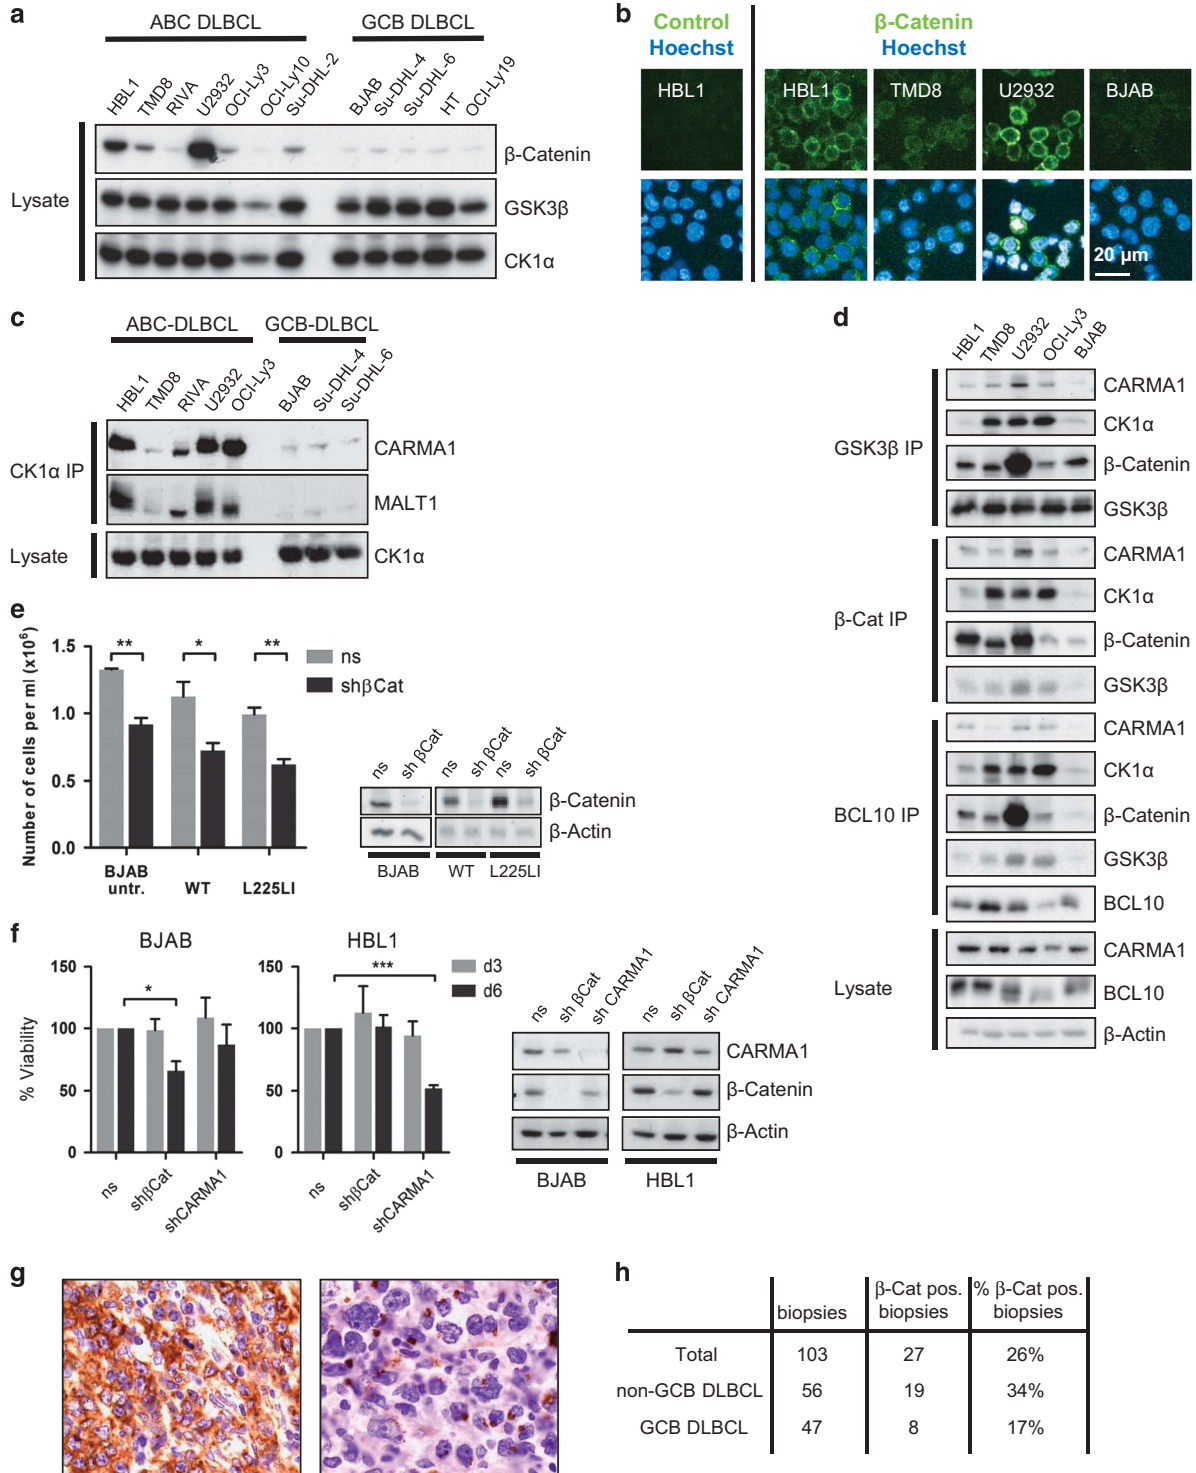 a
ABC DLBCL
GCB DLBCL
HBL1
TMD8
RIVA
U2932
OCI-Ly3
OCI-Ly10
Su-DHL-2
BJAB
Su-DHL-4
Su-DHL-6
HT
OCI-Ly19
Lysate
β-Catenin
GSK3β
CK1α
b
Control
Hoechst
β-Catenin
Hoechst
HBL1
HBL1
TMD8
U2932
BJAB
20 µm
c
ABC-DLBCL
GCB-DLBCL
HBL1
TMD8
RIVA
U2932
OCI-Ly3
BJAB
Su-DHL-4
Su-DHL-6
CK1α IP
CARMA1
MALT1
Lysate
CK1α
d
HBL1
TMD8
U2932
OCI-Ly3
BJAB
GSK3β IP
CARMA1
CK1α
β-Catenin
GSK3β
β-Cat IP
CARMA1
CK1α
β-Catenin
GSK3β
BCL10 IP
CARMA1
CK1α
β-Catenin
GSK3β
BCL10
Lysate
CARMA1
BCL10
β-Actin
e
Number of cells per ml (x10⁶)
1.5
1.0
0.5
0.0
**
*
**
ns
shβCat
BJAB untr.
WT
L225LI
ns
sh βCat
ns
sh βCat
ns
sh βCat
β-Catenin
β-Actin
BJAB
WT
L225LI
f
BJAB
HBL1
% Viability
150
100
50
0
*
ns
shβCat
shCARMA1
150
100
50
0
***
ns
shβCat
shCARMA1
d3
d6
ns
sh βCat
sh CARMA1
ns
sh βCat
sh CARMA1
CARMA1
β-Catenin
β-Actin
BJAB
HBL1
g
h
biopsies
β-Cat pos. biopsies
% β-Cat pos. biopsies
Total 103 27 26%
non-GCB DLBCL 56 19 34%
GCB DLBCL 47 8 17%